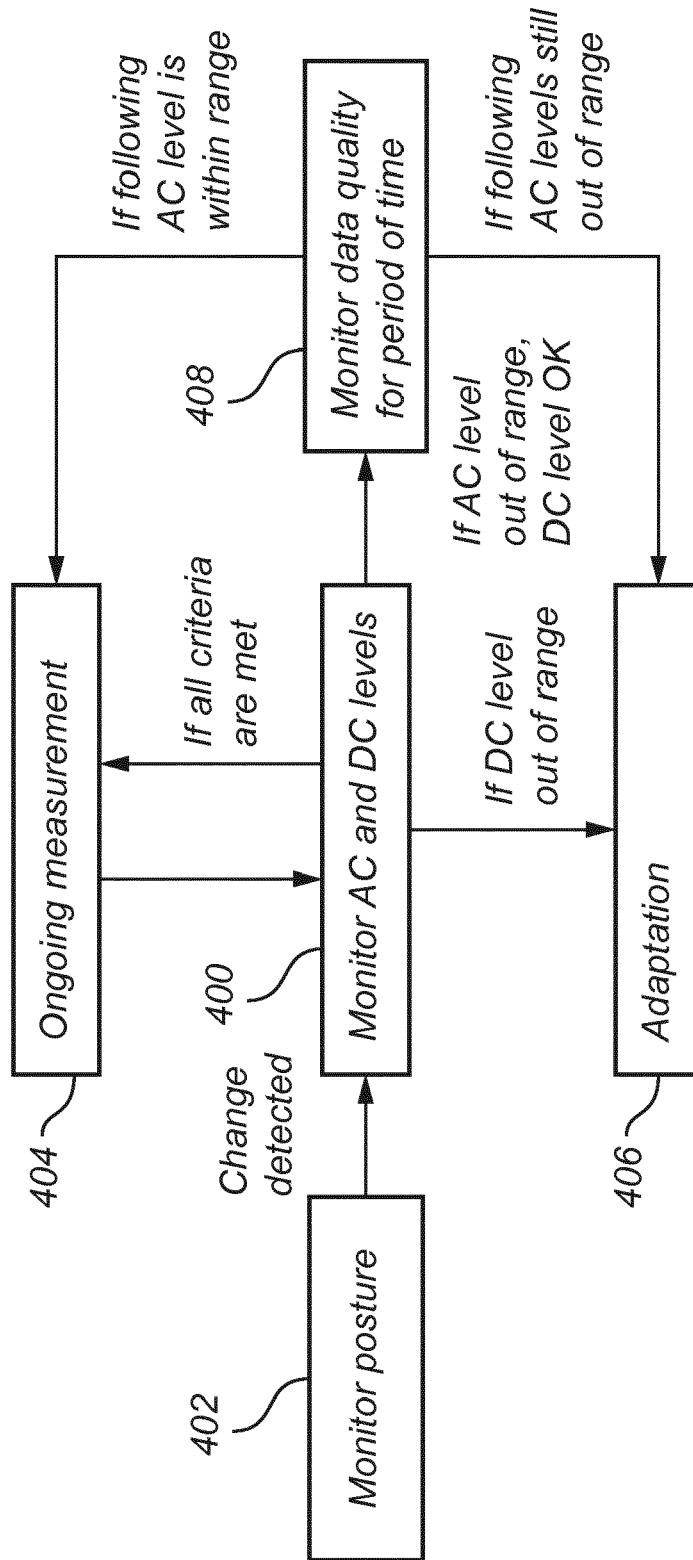 404
Ongoing measurement
If following
AC level is
within range
If all criteria
are met
408
Change
detected
400
402
Monitor posture
Monitor AC and DC levels
Monitor data quality
for period of time
If AC level
out of range,
DC level OK
If DC level
out of range
If following
AC levels still
out of range
406
Adaptation